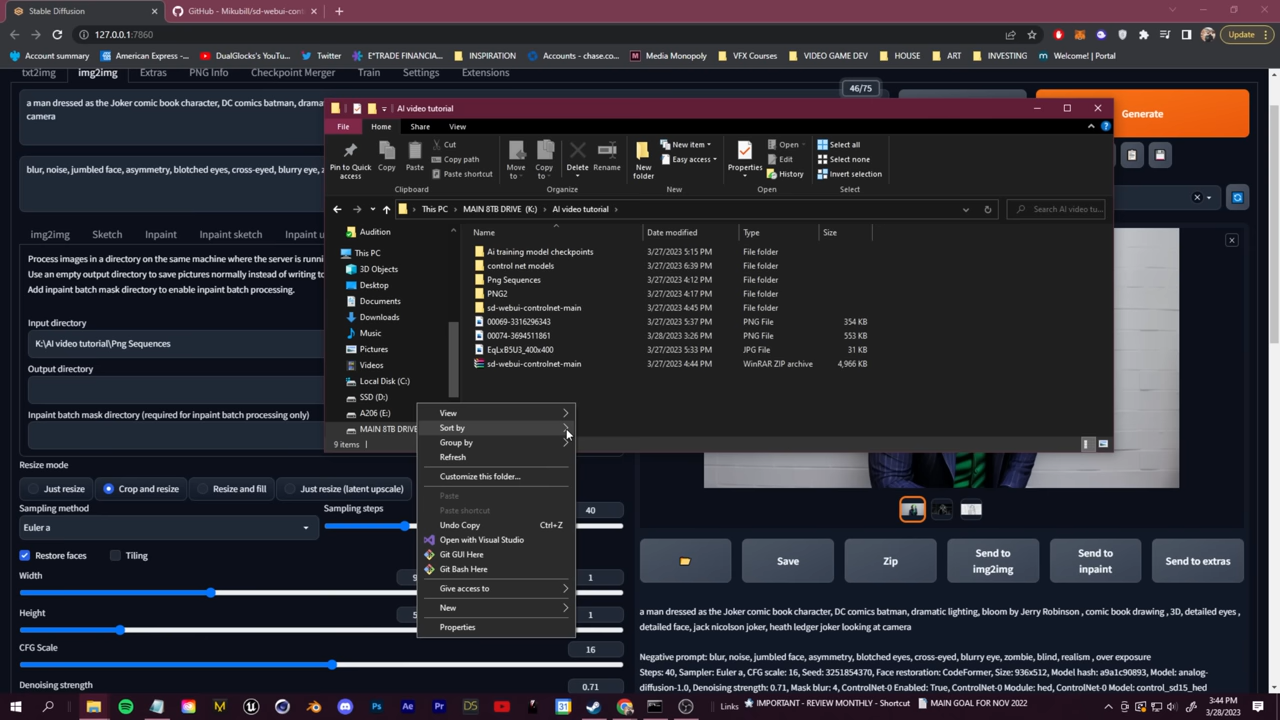 Stable Diffusion
GitHub - Mikubill/sd-webui-cont
127.0.0.1:7860
Update
Account summary
American Express -...
DualGlocks's YouTu...
Twitter
E*TRADE FINANCIAL...
INSPIRATION
Accounts - chase.co...
Media Monopoly
VFX Courses
VIDEO GAME DEV
HOUSE
ART
INVESTING
Welcome! | Portal
txt2img
img2img
Extras
PNG Info
Checkpoint Merger
Train
Settings
Extensions
46/75
a man dressed as the Joker comic book character, DC comics batman, drama
camera
Generate
AI video tutorial
File
Home
Share
View
Pin to Quick access
Copy
Paste
Cut
Copy path
Paste shortcut
Move to
Copy to
Delete
Rename
New folder
New item
Easy access
Properties
Open
Edit
History
Select all
Select none
Invert selection
Clipboard
Organize
New
Open
Select
blur, noise, jumbled face, asymmetry, blotched eyes, cross-eyed, blurry eye, z
This PC
MAIN 8TB DRIVE (K:)
AI video tutorial
Search AI video tu...
img2img
Sketch
Inpaint
Inpaint sketch
Inpaint u
Process images in a directory on the same machine where the server is runnin
Use an empty output directory to save pictures normally instead of writing to
Add inpaint batch mask directory to enable inpaint batch processing.
Input directory
K:\AI video tutorial\Png Sequences
Output directory
Inpaint batch mask directory (required for inpaint batch processing only)
Audition
This PC
3D Objects
Desktop
Documents
Downloads
Music
Pictures
Videos
Local Disk (C:)
SSD (D:)
A206 (E:)
MAIN 8TB DRIVE
9 items
Name
Date modified
Type
Size
Ai training model checkpoints 3/27/2023 5:15 PM File folder
control net models 3/27/2023 6:39 PM File folder
Png Sequences 3/27/2023 4:12 PM File folder
PNG2 3/27/2023 4:17 PM File folder
sd-webui-controlnet-main 3/27/2023 4:45 PM File folder
00069-3316296343 3/27/2023 5:37 PM PNG File 354 KB
00074-3694511861 3/28/2023 3:26 PM PNG File 553 KB
EqLxB5U3_400x400 3/27/2023 5:33 PM JPG File 31 KB
sd-webui-controlnet-main 3/27/2023 4:44 PM WinRAR ZIP archive 4,966 KB
View
Sort by
Group by
Refresh
Customize this folder...
Paste
Paste shortcut
Undo Copy Ctrl+Z
Open with Visual Studio
Git GUI Here
Git Bash Here
Give access to
New
Properties
Resize mode
Just resize
Crop and resize
Resize and fill
Just resize (latent upscale)
Sampling method
Euler a
Sampling steps
40
Restore faces
Tiling
Width
9
1
Height
5
1
CFG Scale
16
Denoising strength
0.71
Save
Zip
Send to img2img
Send to inpaint
Send to extras
a man dressed as the Joker comic book character, DC comics batman, dramatic lighting, bloom by Jerry Robinson , comic book drawing , 3D, detailed eyes ,
detailed face, jack nicolson joker, heath ledger joker looking at camera
Negative prompt: blur, noise, jumbled face, asymmetry, blotched eyes, cross-eyed, blurry eye, zombie, blind, realism , over exposure
Steps: 40, Sampler: Euler a, CFG scale: 16, Seed: 3251854370, Face restoration: CodeFormer, Size: 936x512, Model hash: a9a1c90893, Model: analog-
diffusion-1.0, Denoising strength: 0.71, Mask blur: 4, ControlNet-0 Enabled: True, ControlNet-0 Module: hed, ControlNet-0 Model: control_sd15_hed
Links
IMPORTANT - REVIEW MONTHLY - Shortcut
MAIN GOAL FOR NOV 2022
3:44 PM
3/28/2023